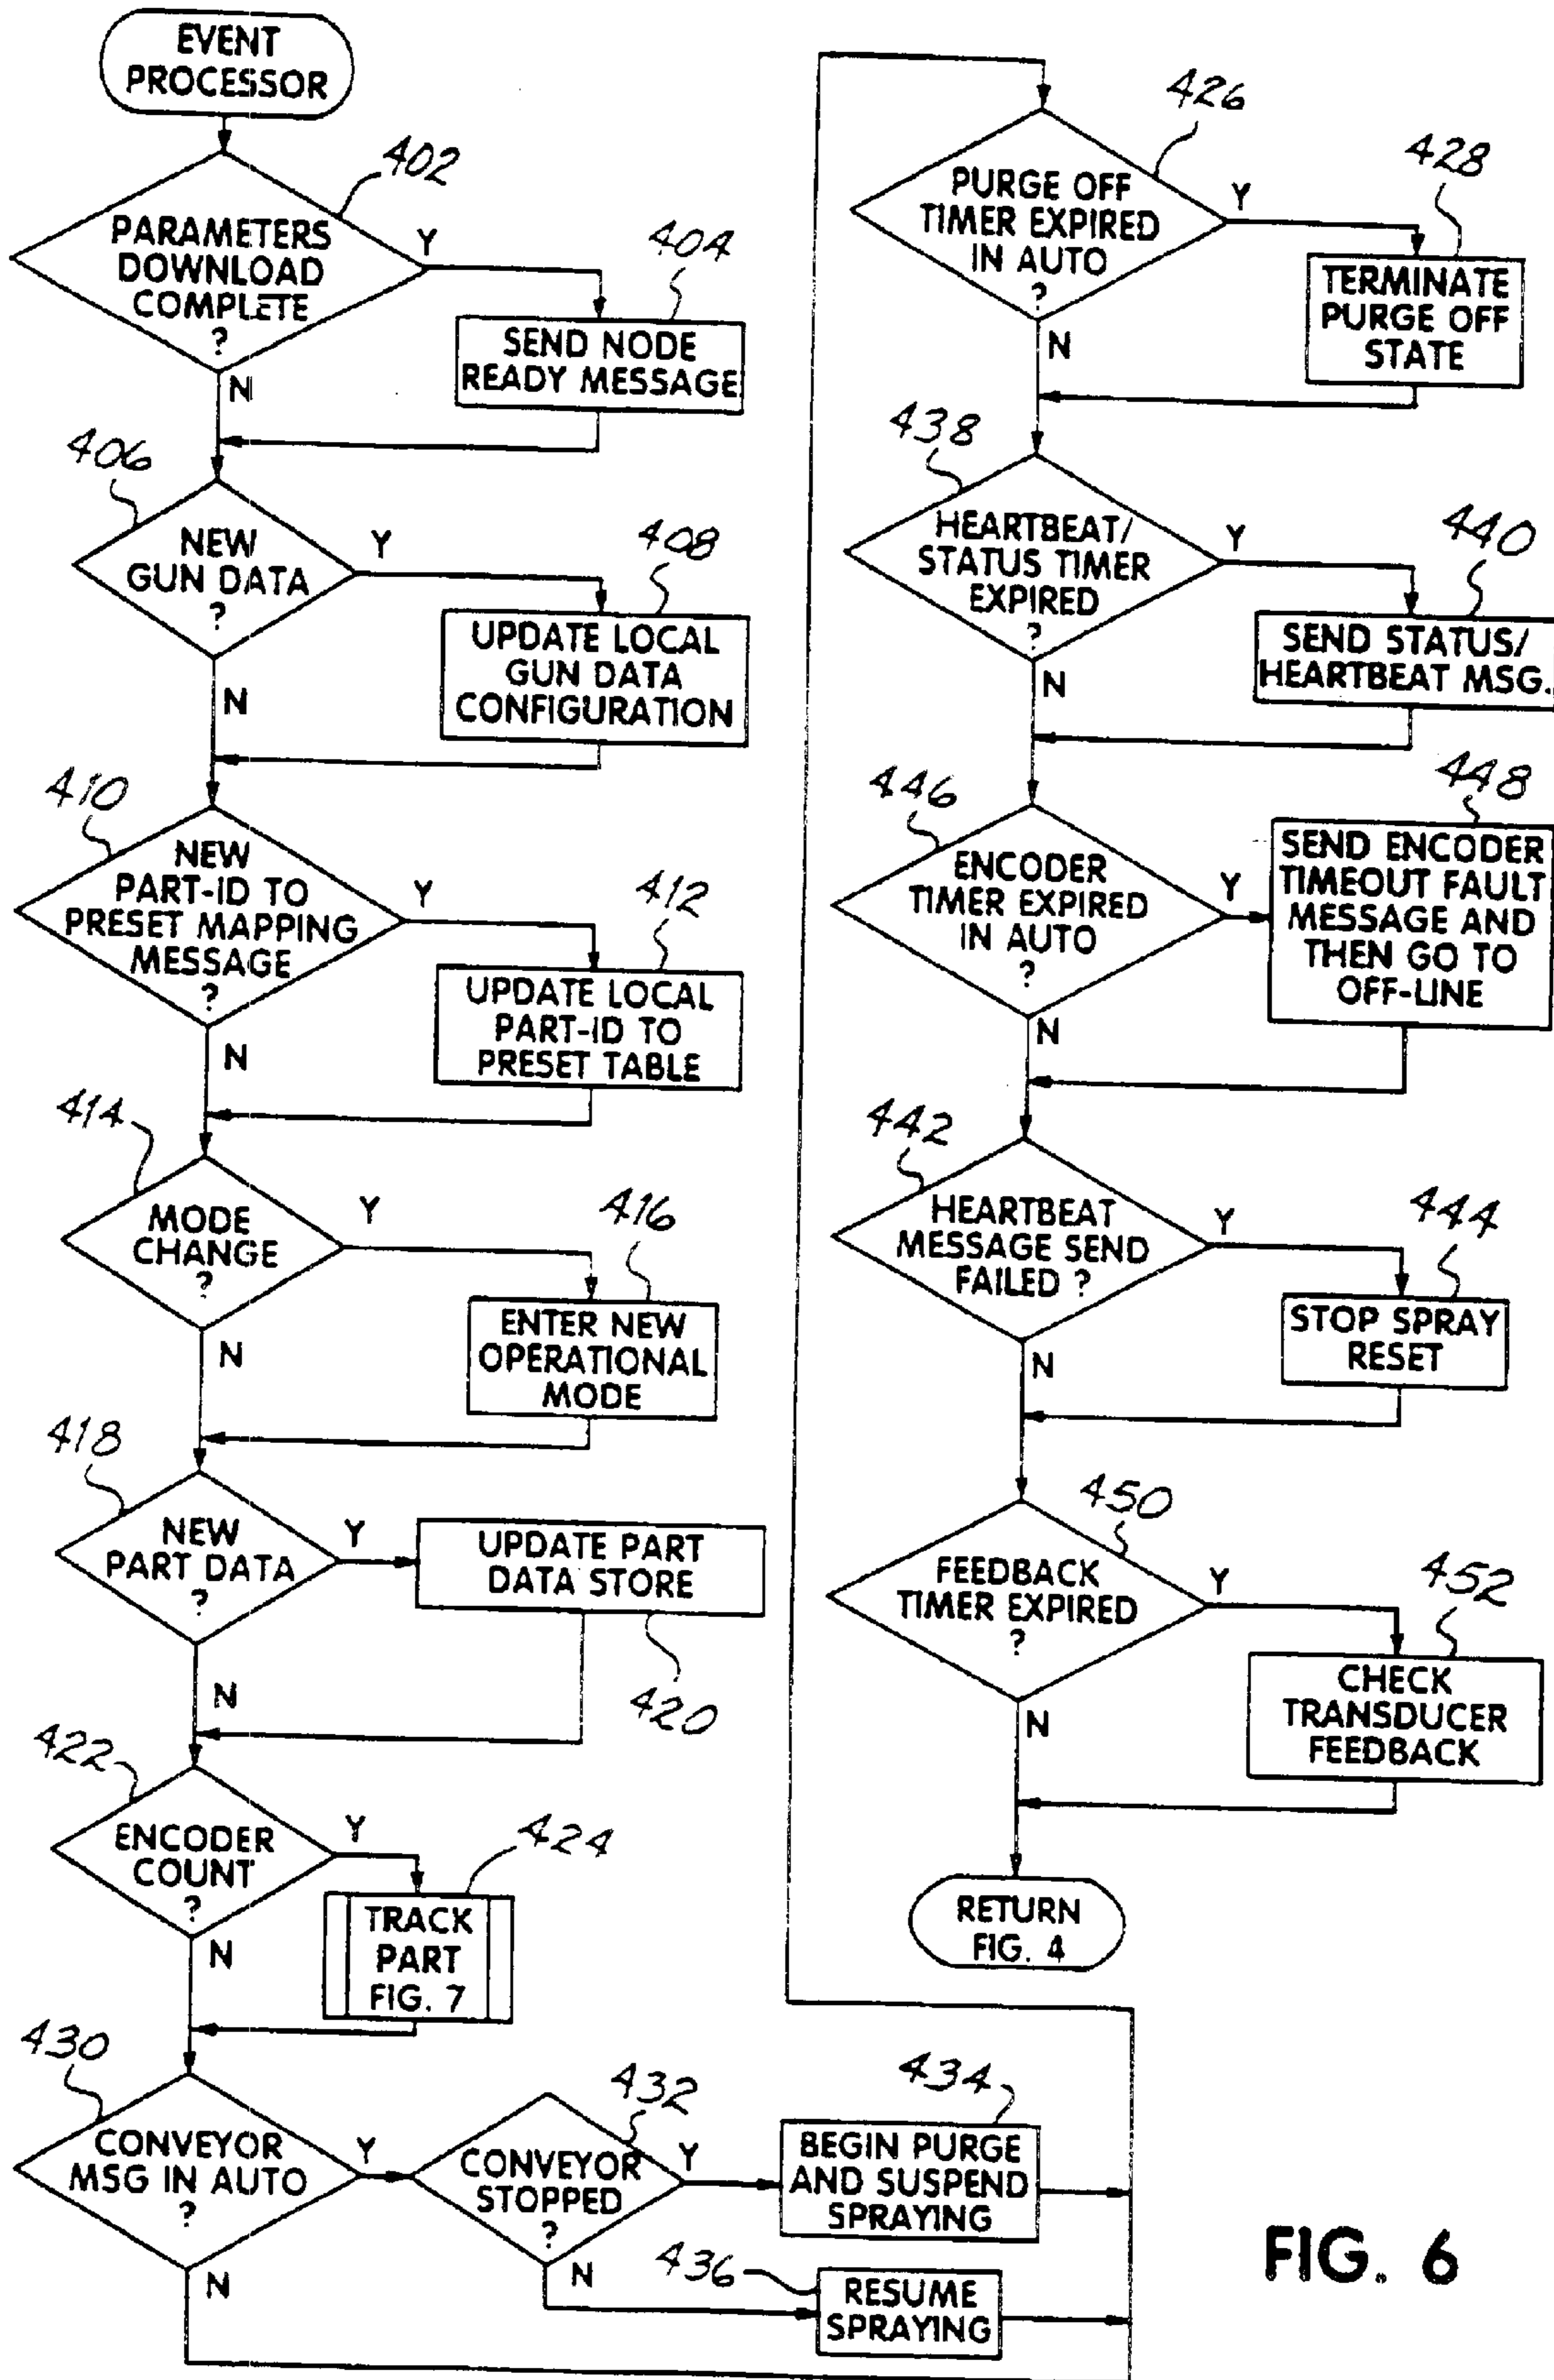 EVENT
PROCESSOR
402
PARAMETERS
DOWNLOAD
COMPLETE
?
Y
N
404
SEND NODE
READY MESSAGE
406
NEW
GUN DATA
?
Y
N
408
UPDATE LOCAL
GUN DATA
CONFIGURATION
410
NEW
PART-ID TO
PRESET MAPPING
MESSAGE
?
Y
N
412
UPDATE LOCAL
PART-ID TO
PRESET TABLE
414
MODE
CHANGE
?
Y
N
416
ENTER NEW
OPERATIONAL
MODE
418
NEW
PART DATA
?
Y
N
UPDATE PART
DATA STORE
420
422
ENCODER
COUNT
?
Y
N
424
TRACK
PART
FIG. 7
430
CONVEYOR
MSG IN AUTO
?
Y
N
432
CONVEYOR
STOPPED
?
Y
N
434
BEGIN PURGE
AND SUSPEND
SPRAYING
436
RESUME
SPRAYING
426
PURGE OFF
TIMER EXPIRED
IN AUTO
?
Y
N
428
TERMINATE
PURGE OFF
STATE
438
HEARTBEAT/
STATUS TIMER
EXPIRED
?
Y
N
440
SEND STATUS/
HEARTBEAT MSG.
446
ENCODER
TIMER EXPIRED
IN AUTO
?
Y
N
448
SEND ENCODER
TIMEOUT FAULT
MESSAGE AND
THEN GO TO
OFF-LINE
442
HEARTBEAT
MESSAGE SEND
FAILED ?
Y
N
444
STOP SPRAY
RESET
450
FEEDBACK
TIMER EXPIRED
?
Y
N
452
CHECK
TRANSDUCER
FEEDBACK
RETURN
FIG. 4
FIG. 6